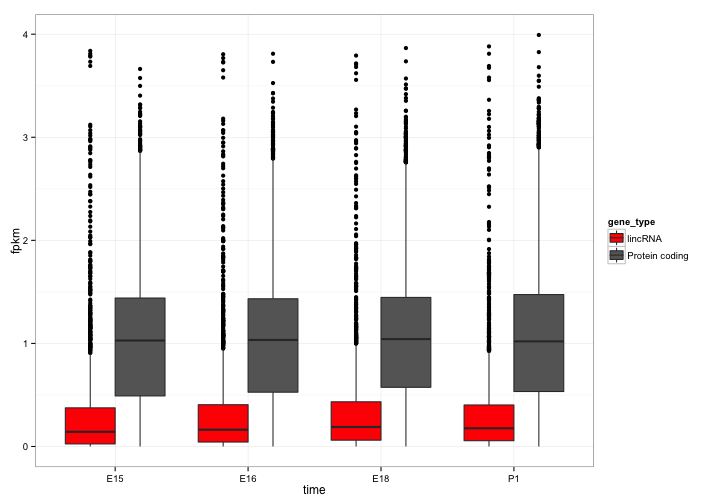 4
3
2
1
0
fpkm
E15
E16
E18
P1
time
gene_type
lincRNA
Protein coding